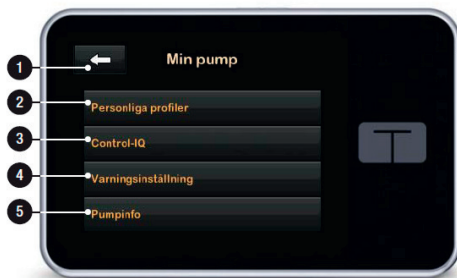 Min pump
1
2 Personliga profiler
3 Control-IQ
4 Varningsinställning
5 Pumpinfo